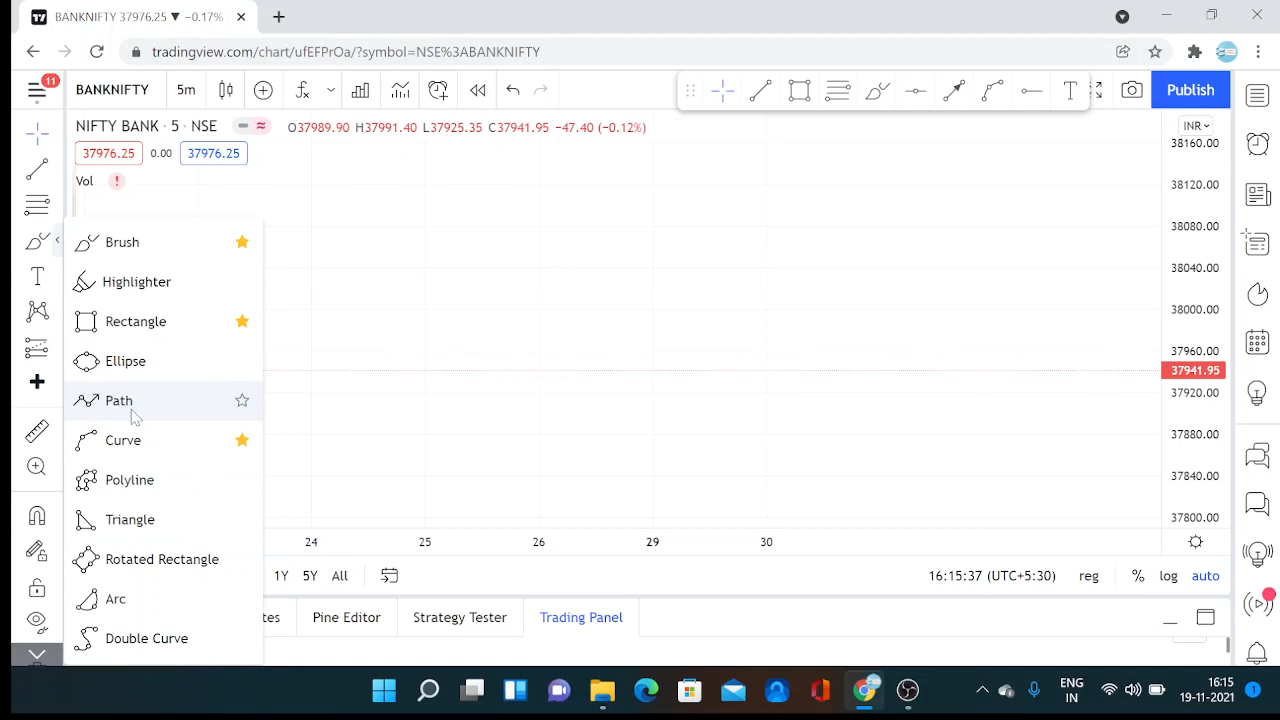 BANKNIFTY 37976.25 ▼ −0.17%
tradingview.com/chart/ufEFPrOa/?symbol=NSE%3ABANKNIFTY
11
BANKNIFTY 5m Publish
NIFTY BANK · 5 · NSE O37989.90 H37991.40 L37925.35 C37941.95 −47.40 (−0.12%) INR
37976.25 0.00 37976.25
Vol
38160.00
38120.00
38080.00
38040.00
38000.00
37960.00
37941.95
37920.00
37880.00
37840.00
37800.00
Brush
Highlighter
Rectangle
Ellipse
Path
Curve
Polyline
Triangle
Rotated Rectangle
Arc
Double Curve
24 25 26 29 30
1Y 5Y All 16:15:37 (UTC+5:30) reg % log auto
tes Pine Editor Strategy Tester Trading Panel
ENG
IN
16:15
19-11-2021
1